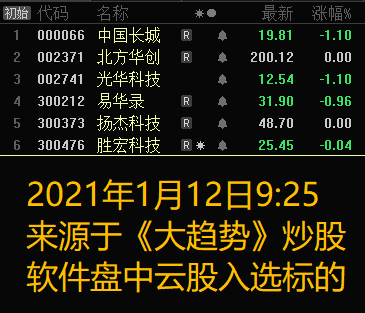 初始 代码 名称 最新 涨幅%
1 000066 中国长城 R 19.81 -1.10
2 002371 北方华创 R 200.12 0.00
3 002741 光华科技 12.54 -1.10
4 300212 易华录 R 31.90 -0.96
5 300373 扬杰科技 R 48.70 0.00
6 300476 胜宏科技 R 25.45 -0.04
2021年1月12日9:25
来源于《大趋势》炒股
软件盘中云股入选标的